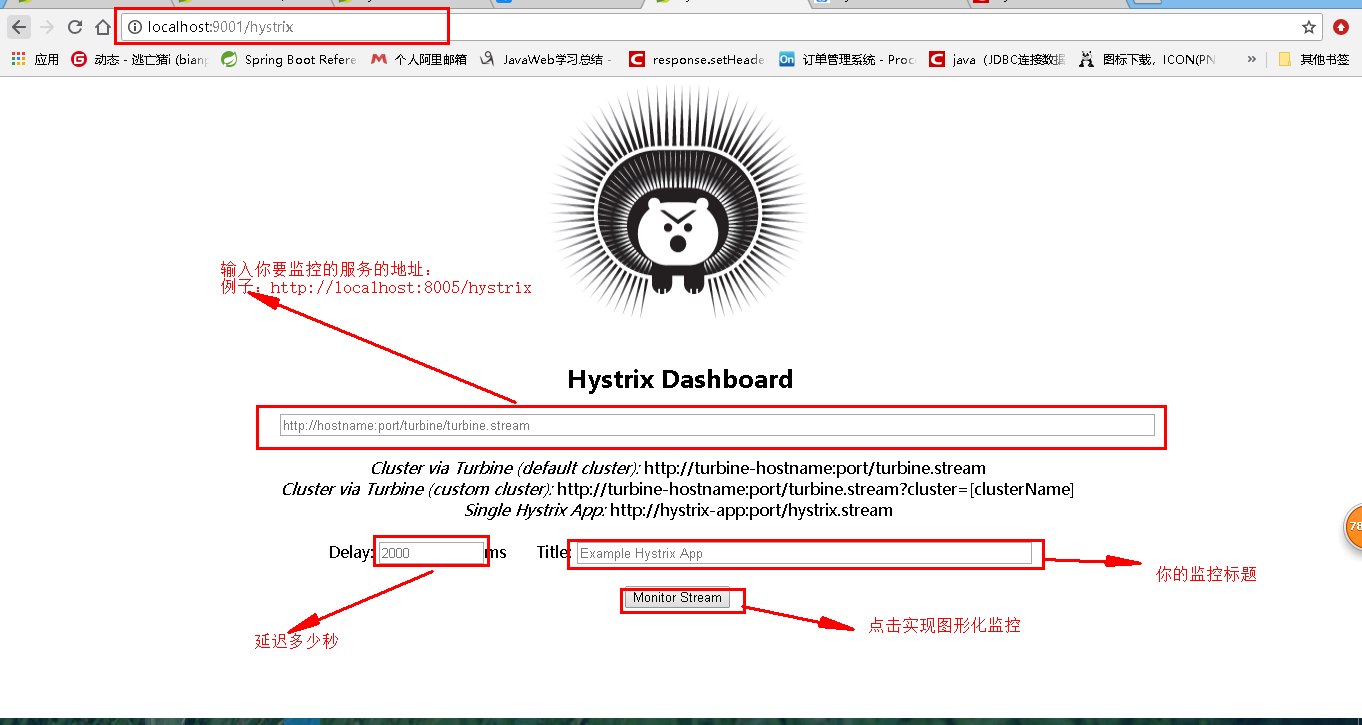 localhost:9001/hystrix
应用
动态 - 逃亡猪i (bianp
Spring Boot Refere
个人阿里邮箱
JavaWeb学习总结 -
response.setHeade
订单管理系统 - Proc
java（JDBC连接数据
图标下载，ICON(PN
»
其他书签
输入你要监控的服务的地址：
例子：http://localhost:8005/hystrix
Hystrix Dashboard
http://hostname:port/turbine/turbine.stream
Cluster via Turbine (default cluster): http://turbine-hostname:port/turbine.stream
Cluster via Turbine (custom cluster): http://turbine-hostname:port/turbine.stream?cluster=[clusterName]
Single Hystrix App: http://hystrix-app:port/hystrix.stream
Delay: 2000 ms Title: Example Hystrix App
你的监控标题
Monitor Stream
点击实现图形化监控
延迟多少秒
78